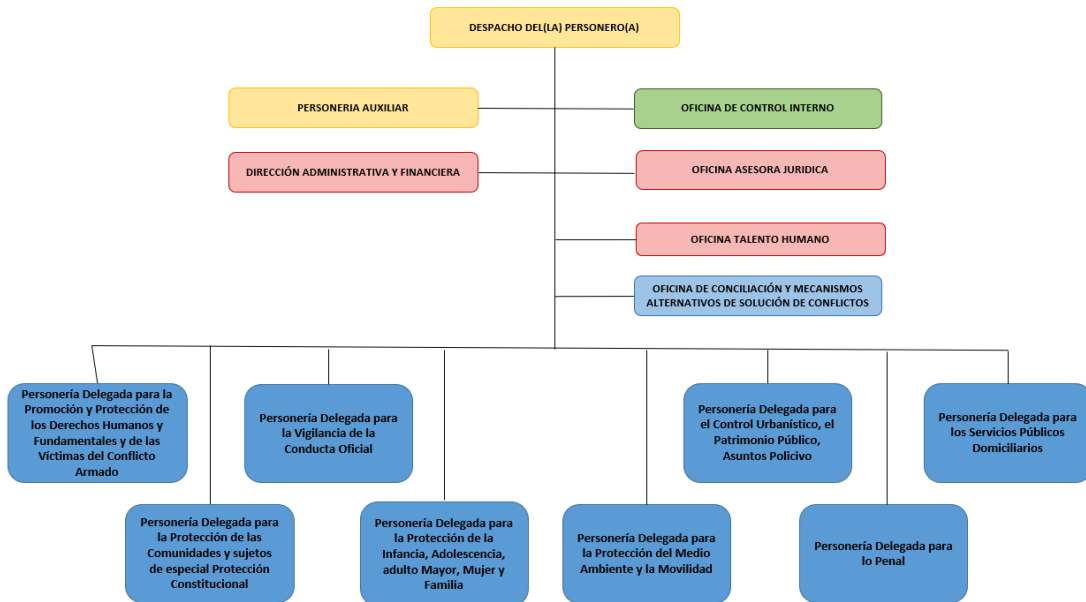 DESPACHO DEL(LA) PERSONERO(A)
PERSONERIA AUXILIAR
OFICINA DE CONTROL INTERNO
DIRECCIÓN ADMINISTRATIVA Y FINANCIERA
OFICINA ASESORA JURIDICA
OFICINA TALENTO HUMANO
OFICINA DE CONCILIACIÓN Y MECANISMOS
ALTERNATIVOS DE SOLUCIÓN DE CONFLICTOS
Personería Delegada para la
Promoción y Protección de
los Derechos Humanos y
Fundamentales y de las
Víctimas del Conflicto
Armado
Personería Delegada para
la Vigilancia de la
Conducta Oficial
Personería Delegada para
el Control Urbanístico, el
Patrimonio Público,
Asuntos Policivo
Personería Delegada para
los Servicios Públicos
Domiciliarios
Personería Delegada para
la Protección de las
Comunidades y sujetos
de especial Protección
Constitucional
Personería Delegada para
la Protección de la
Infancia, Adolescencia,
adulto Mayor, Mujer y
Familia
Personería Delegada para
la Protección del Medio
Ambiente y la Movilidad
Personería Delegada para
lo Penal